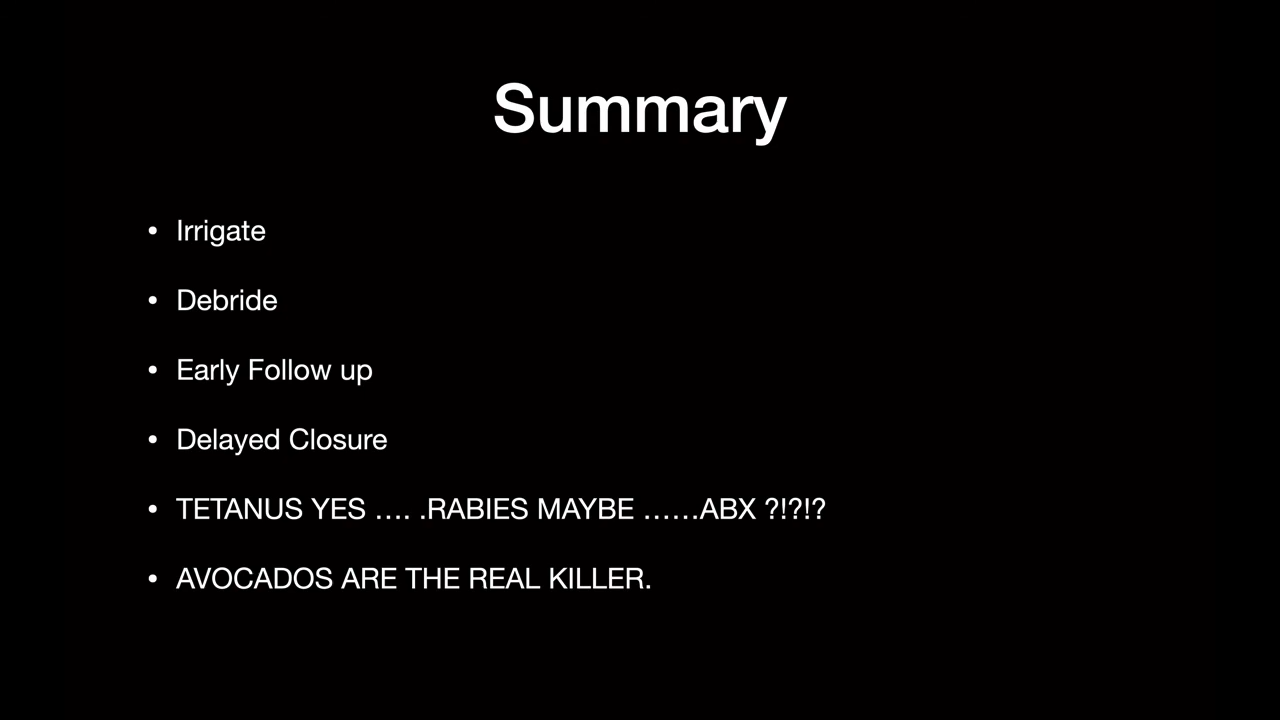 Summary
• Irrigate
• Debride
• Early Follow up
• Delayed Closure
• TETANUS YES …. .RABIES MAYBE ……ABX ?!?!?
• AVOCADOS ARE THE REAL KILLER.